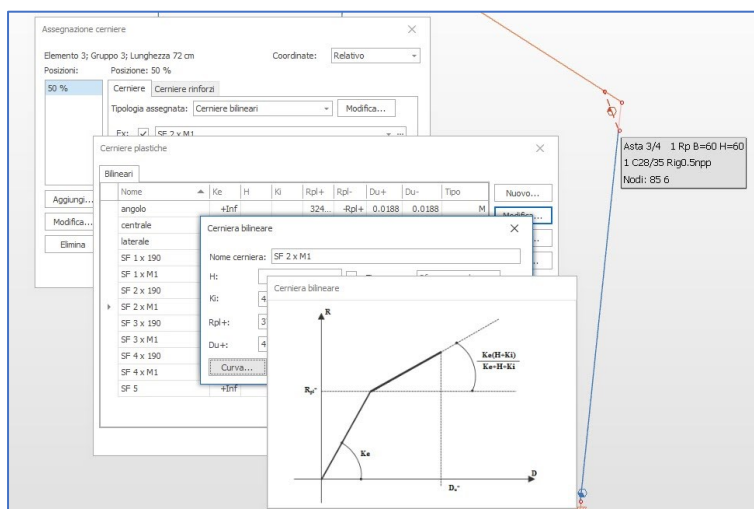 Assegnazione cerniere
Elemento 3; Gruppo 3; Lunghezza 72 cm
Coordinate: Relativo
Posizioni: Posizione: 50 %
50 %
Cerniere Cerniere rinforzi
Tipologia assegnata: Cerniere bilineari Modifica...
Ex: SF 2 x M1 ...
Aggiungi...
Modifica...
Elimina
Cerniere plastiche
Bilineari
Nome Ke H Ki Rpl+ Rpl- Du+ Du- Tipo
angolo +Inf 324... -Rpl+ 0.0188 0.0188 M
centrale
laterale
SF 1 x 190
SF 1 x M1
SF 2 x 190
SF 2 x M1
SF 3 x 190
SF 3 x M1
SF 4 x 190
SF 4 x M1
SF 5 +Inf
Nuovo...
Modifica...
Cerniera bilineare
Nome cerniera: SF 2 x M1
H:
Ki: 4
Rpl+: 3
Du+: 4
Curva...
Cerniera bilineare
R
Ke(H+Ki)
Ke+H+Ki
Rpl+
Ke
D
Du+
Asta 3/4 1 Rp B=60 H=60
1 C28/35 Rig0.5npp
Nodi: 85 6